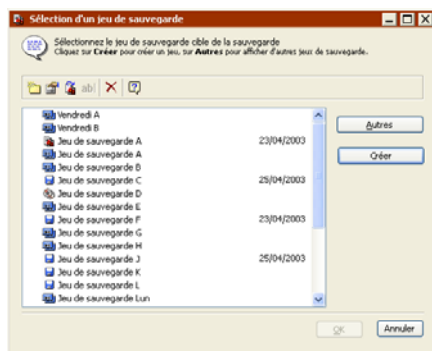 Sélection d'un jeu de sauvegarde
Sélectionnez le jeu de sauvegarde cible de la sauvegarde
Cliquez sur Créer pour créer un jeu, sur Autres pour afficher d'autres jeux de sauvegarde.
ab|
Vendredi A
Vendredi B
Jeu de sauvegarde A 23/04/2003
Jeu de sauvegarde A
Jeu de sauvegarde B
Jeu de sauvegarde C 25/04/2003
Jeu de sauvegarde D
Jeu de sauvegarde E
Jeu de sauvegarde F 23/04/2003
Jeu de sauvegarde G
Jeu de sauvegarde H
Jeu de sauvegarde J 25/04/2003
Jeu de sauvegarde K
Jeu de sauvegarde L
Jeu de sauvegarde Lun
Autres
Créer
OK
Annuler